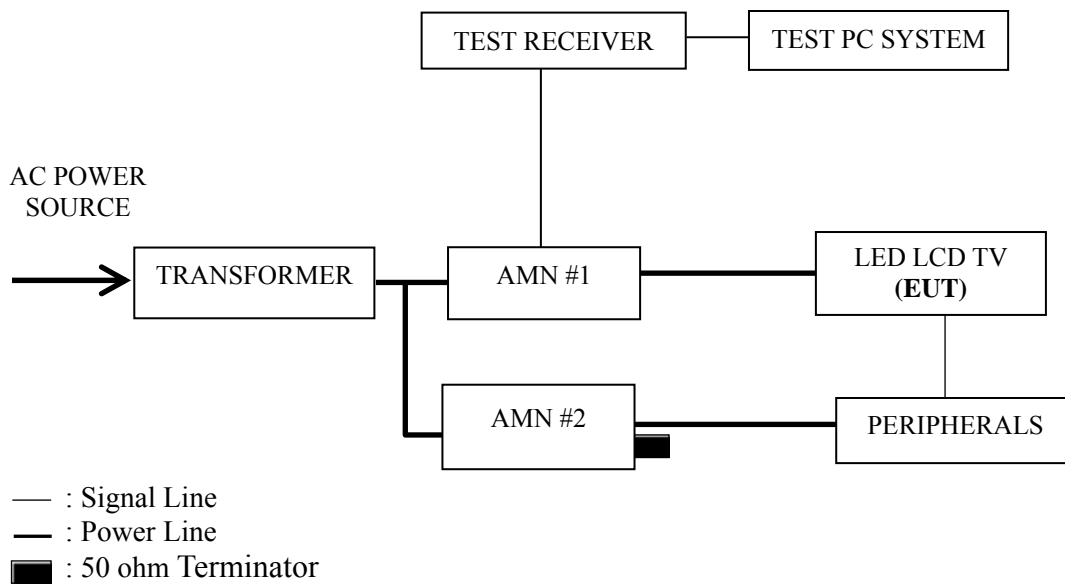 TEST RECEIVER
TEST PC SYSTEM
AC POWER
SOURCE
TRANSFORMER
AMN #1
LED LCD TV
(EUT)
AMN #2
PERIPHERALS
: Signal Line
: Power Line
: 50 ohm Terminator